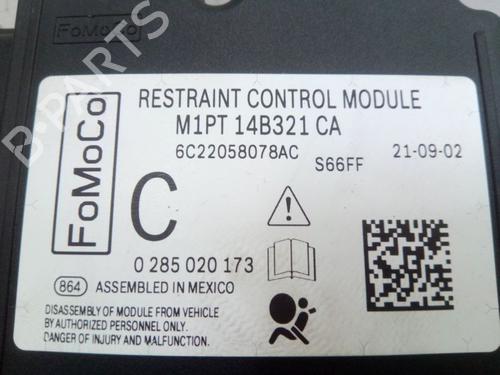 FoMoCo
B-PARTS
RESTRAINT CONTROL MODULE
M1PT 14B321 CA
6C22058078AC S66FF 21-09-02
FoMoCo
C
0 285 020 173
864 ASSEMBLED IN MEXICO
DISASSEMBLY OF MODULE FROM VEHICLE
BY AUTHORIZED PERSONNEL ONLY.
DANGER OF INJURY AND MALFUNCTION.